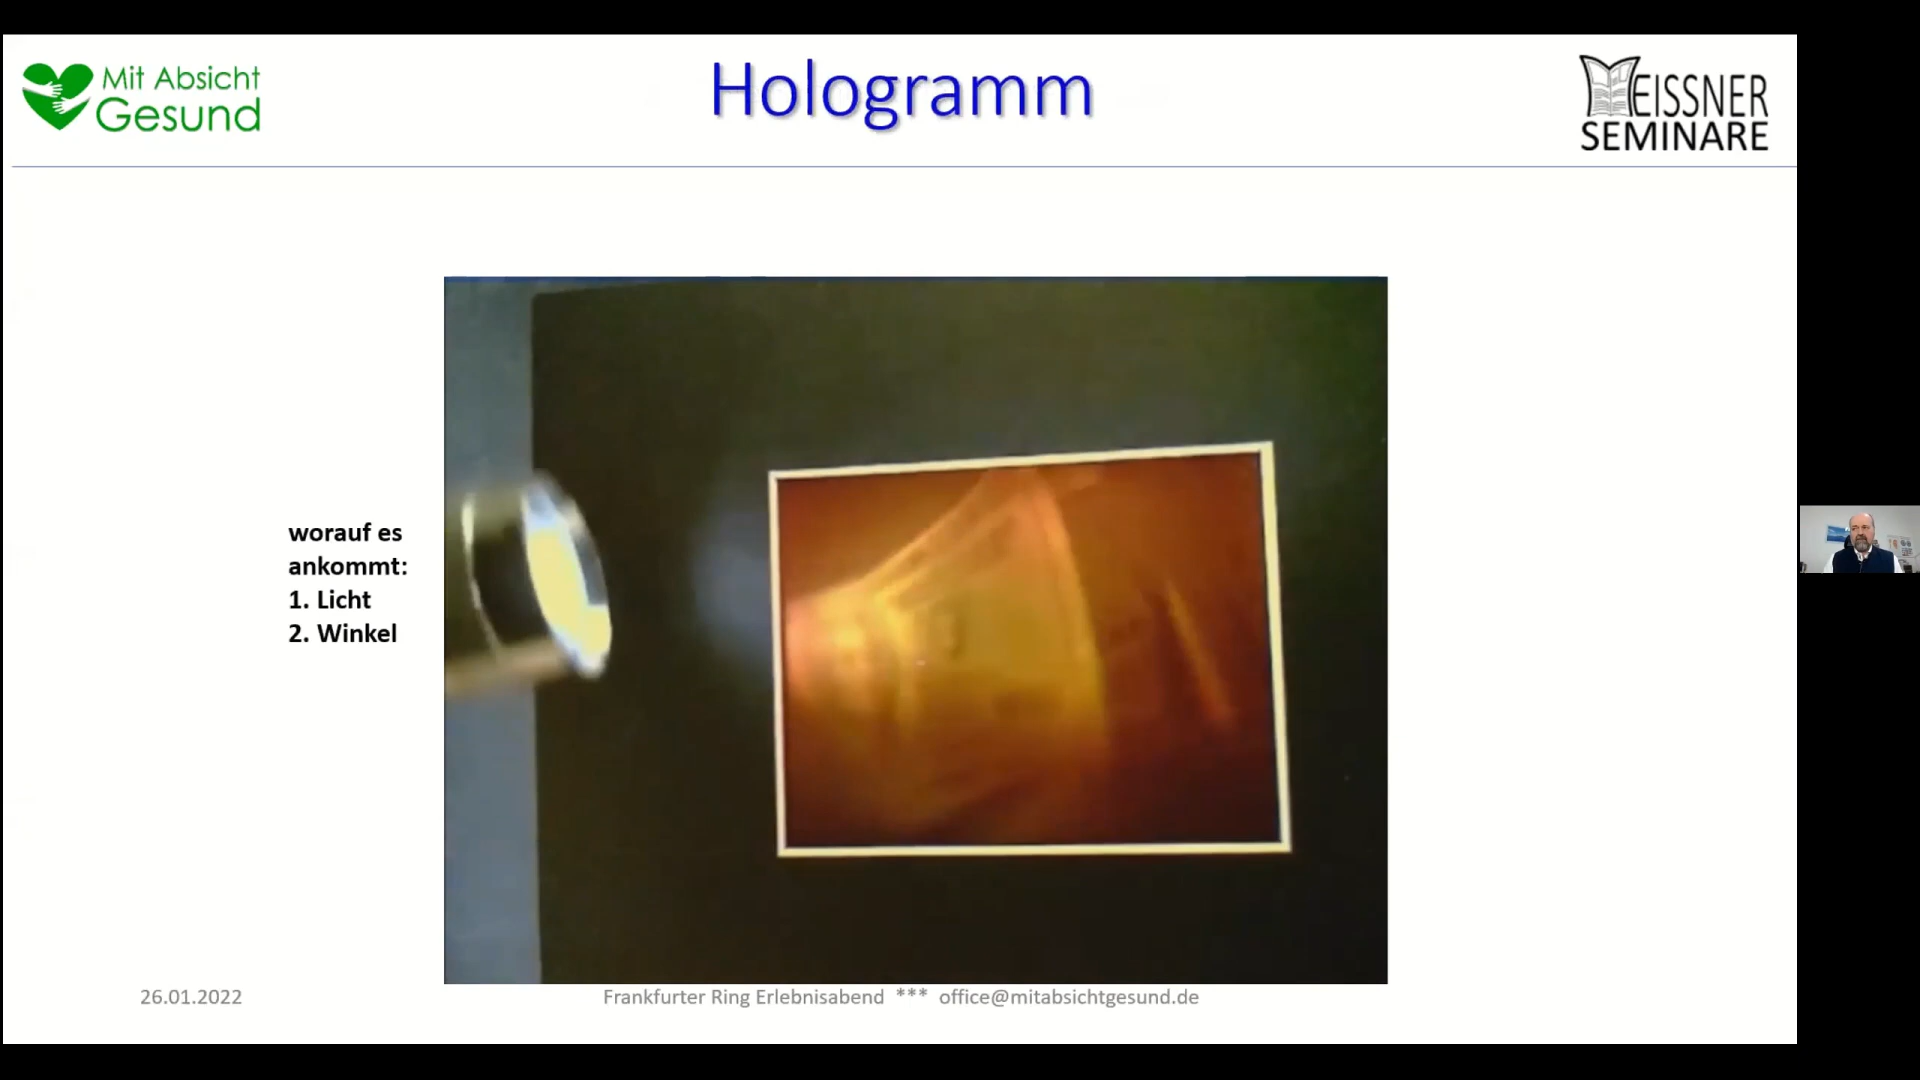 Mit Absicht
Gesund
Hologramm
MEISSNER
SEMINARE
worauf es
ankommt:
1. Licht
2. Winkel
26.01.2022
Frankfurter Ring Erlebnisabend *** office@mitabsichtgesund.de